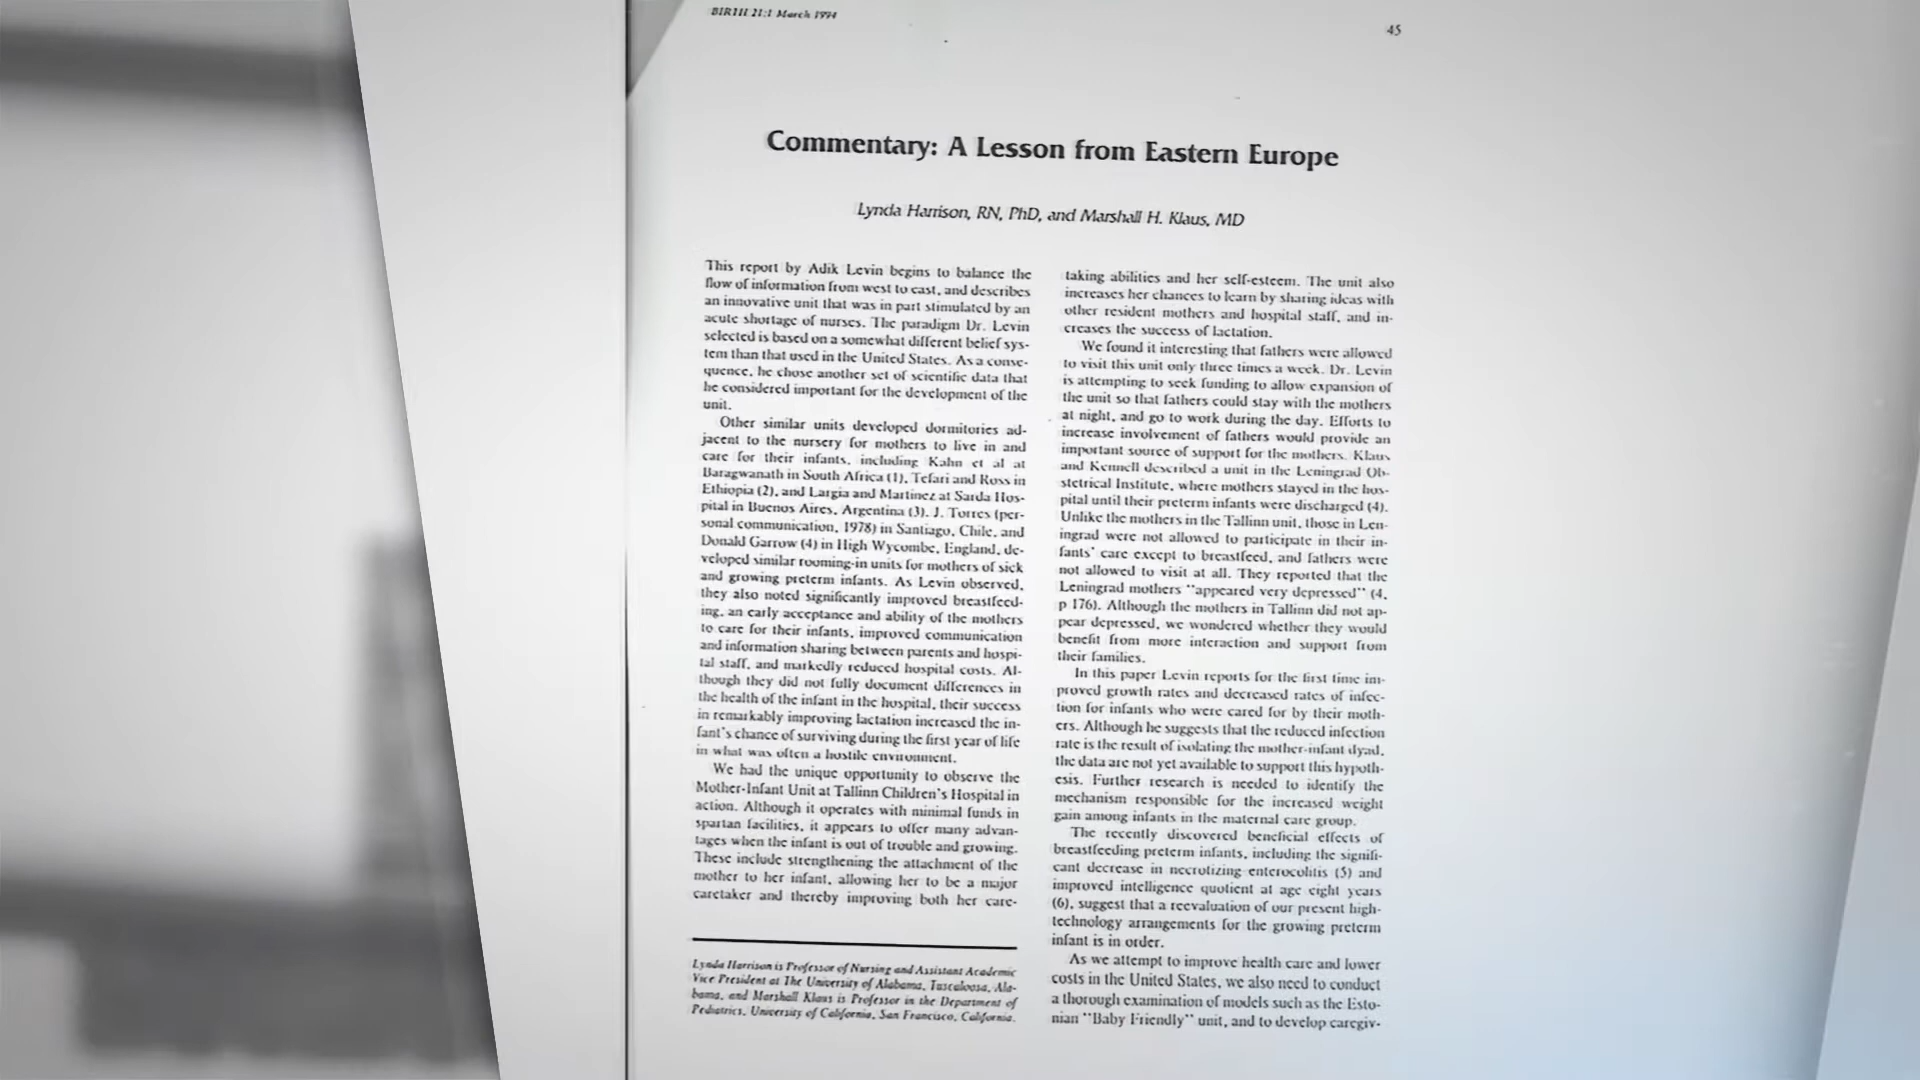 BIRTH 21:1 March 1994
45
Commentary: A Lesson from Eastern Europe
Lynda Harrison, RN, PhD, and Marshall H. Klaus, MD
This report by Adik Levin begins to balance the
flow of information from west to east, and describes
an innovative unit that was in part stimulated by an
acute shortage of nurses. The paradigm Dr. Levin
selected is based on a somewhat different belief sys-
tem than that used in the United States. As a conse-
quence, he chose another set of scientific data that
he considered important for the development of the
unit.
Other similar units developed dormitories ad-
jacent to the nursery for mothers to live in and
care for their infants, including Kahn et al at
Baragwanath in South Africa (1), Tefari and Ross in
Ethiopia (2), and Largia and Martinez at Sarda Hos-
pital in Buenos Aires, Argentina (3). J. Torres (per-
sonal communication, 1978) in Santiago, Chile, and
Donald Garrow (4) in High Wycombe, England, de-
veloped similar rooming-in units for mothers of sick
and growing preterm infants. As Levin observed,
they also noted significantly improved breastfeed-
ing, an early acceptance and ability of the mothers
to care for their infants, improved communication
and information sharing between parents and hospi-
tal staff, and markedly reduced hospital costs. Al-
though they did not fully document differences in
the health of the infant in the hospital, their success
in remarkably improving lactation increased the in-
fant's chance of surviving during the first year of life
in what was often a hostile environment.
We had the unique opportunity to observe the
Mother-Infant Unit at Tallinn Children's Hospital in
action. Although it operates with minimal funds in
spartan facilities, it appears to offer many advan-
tages when the infant is out of trouble and growing.
These include strengthening the attachment of the
mother to her infant, allowing her to be a major
caretaker and thereby improving both her care-
Lynda Harrison is Professor of Nursing and Assistant Academic
Vice President at The University of Alabama, Tuscaloosa, Ala-
bama, and Marshall Klaus is Professor in the Department of
Pediatrics, University of California, San Francisco, California.
taking abilities and her self-esteem. The unit also
increases her chances to learn by sharing ideas with
other resident mothers and hospital staff, and in-
creases the success of lactation.
We found it interesting that fathers were allowed
to visit this unit only three times a week. Dr. Levin
is attempting to seek funding to allow expansion of
the unit so that fathers could stay with the mothers
at night, and go to work during the day. Efforts to
increase involvement of fathers would provide an
important source of support for the mothers. Klaus
and Kennell described a unit in the Leningrad Ob-
stetrical Institute, where mothers stayed in the hos-
pital until their preterm infants were discharged (4).
Unlike the mothers in the Tallinn unit, those in Len-
ingrad were not allowed to participate in their in-
fants' care except to breastfeed, and fathers were
not allowed to visit at all. They reported that the
Leningrad mothers "appeared very depressed" (4,
p 176). Although the mothers in Tallinn did not ap-
pear depressed, we wondered whether they would
benefit from more interaction and support from
their families.
In this paper Levin reports for the first time im-
proved growth rates and decreased rates of infec-
tion for infants who were cared for by their moth-
ers. Although he suggests that the reduced infection
rate is the result of isolating the mother-infant dyad,
the data are not yet available to support this hypoth-
esis. Further research is needed to identify the
mechanism responsible for the increased weight
gain among infants in the maternal care group.
The recently discovered beneficial effects of
breastfeeding preterm infants, including the signifi-
cant decrease in necrotizing enterocolitis (5) and
improved intelligence quotient at age eight years
(6), suggest that a reevaluation of our present high-
technology arrangements for the growing preterm
infant is in order.
As we attempt to improve health care and lower
costs in the United States, we also need to conduct
a thorough examination of models such as the Esto-
nian "Baby Friendly" unit, and to develop caregiv-